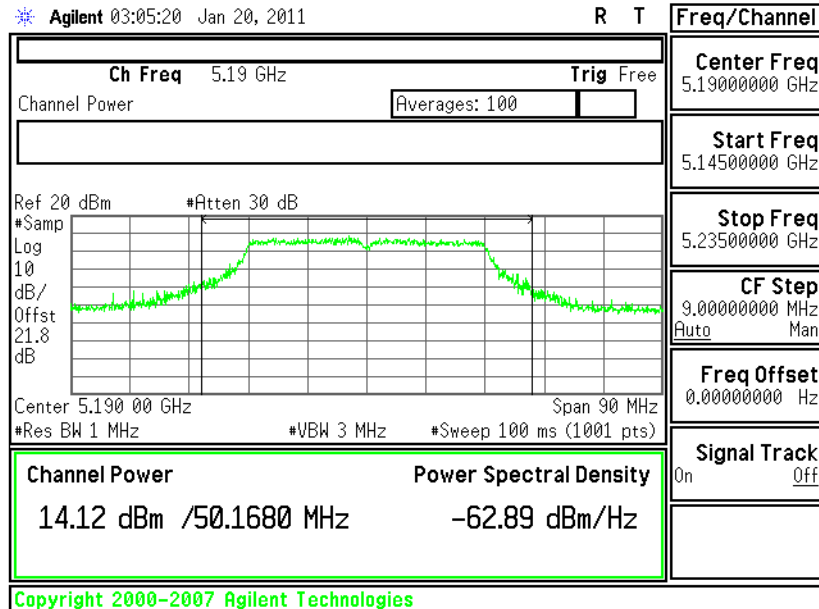 Agilent 03:05:20 Jan 20, 2011 R T
Ch Freq 5.19 GHz Trig Free
Channel Power Averages: 100
Ref 20 dBm #Atten 30 dB
#Samp
Log
10
dB/
Offst
21.8
dB
Center 5.190 00 GHz Span 90 MHz
#Res BW 1 MHz #VBW 3 MHz #Sweep 100 ms (1001 pts)
Channel Power Power Spectral Density
14.12 dBm /50.1680 MHz -62.89 dBm/Hz
Copyright 2000-2007 Agilent Technologies
Freq/Channel
Center Freq
5.19000000 GHz
Start Freq
5.14500000 GHz
Stop Freq
5.23500000 GHz
CF Step
9.00000000 MHz
Auto Man
Freq Offset
0.00000000 Hz
Signal Track
On Off